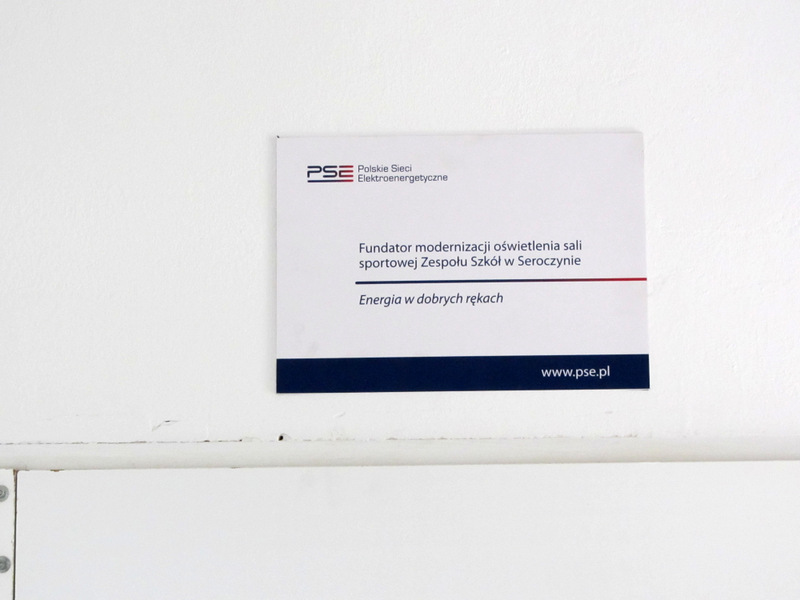 PSE
Polskie Sieci
Elektroenergetyczne
Fundator modernizacji oświetlenia sali
sportowej Zespołu Szkół w Seroczynie
Energia w dobrych rękach
www.pse.pl